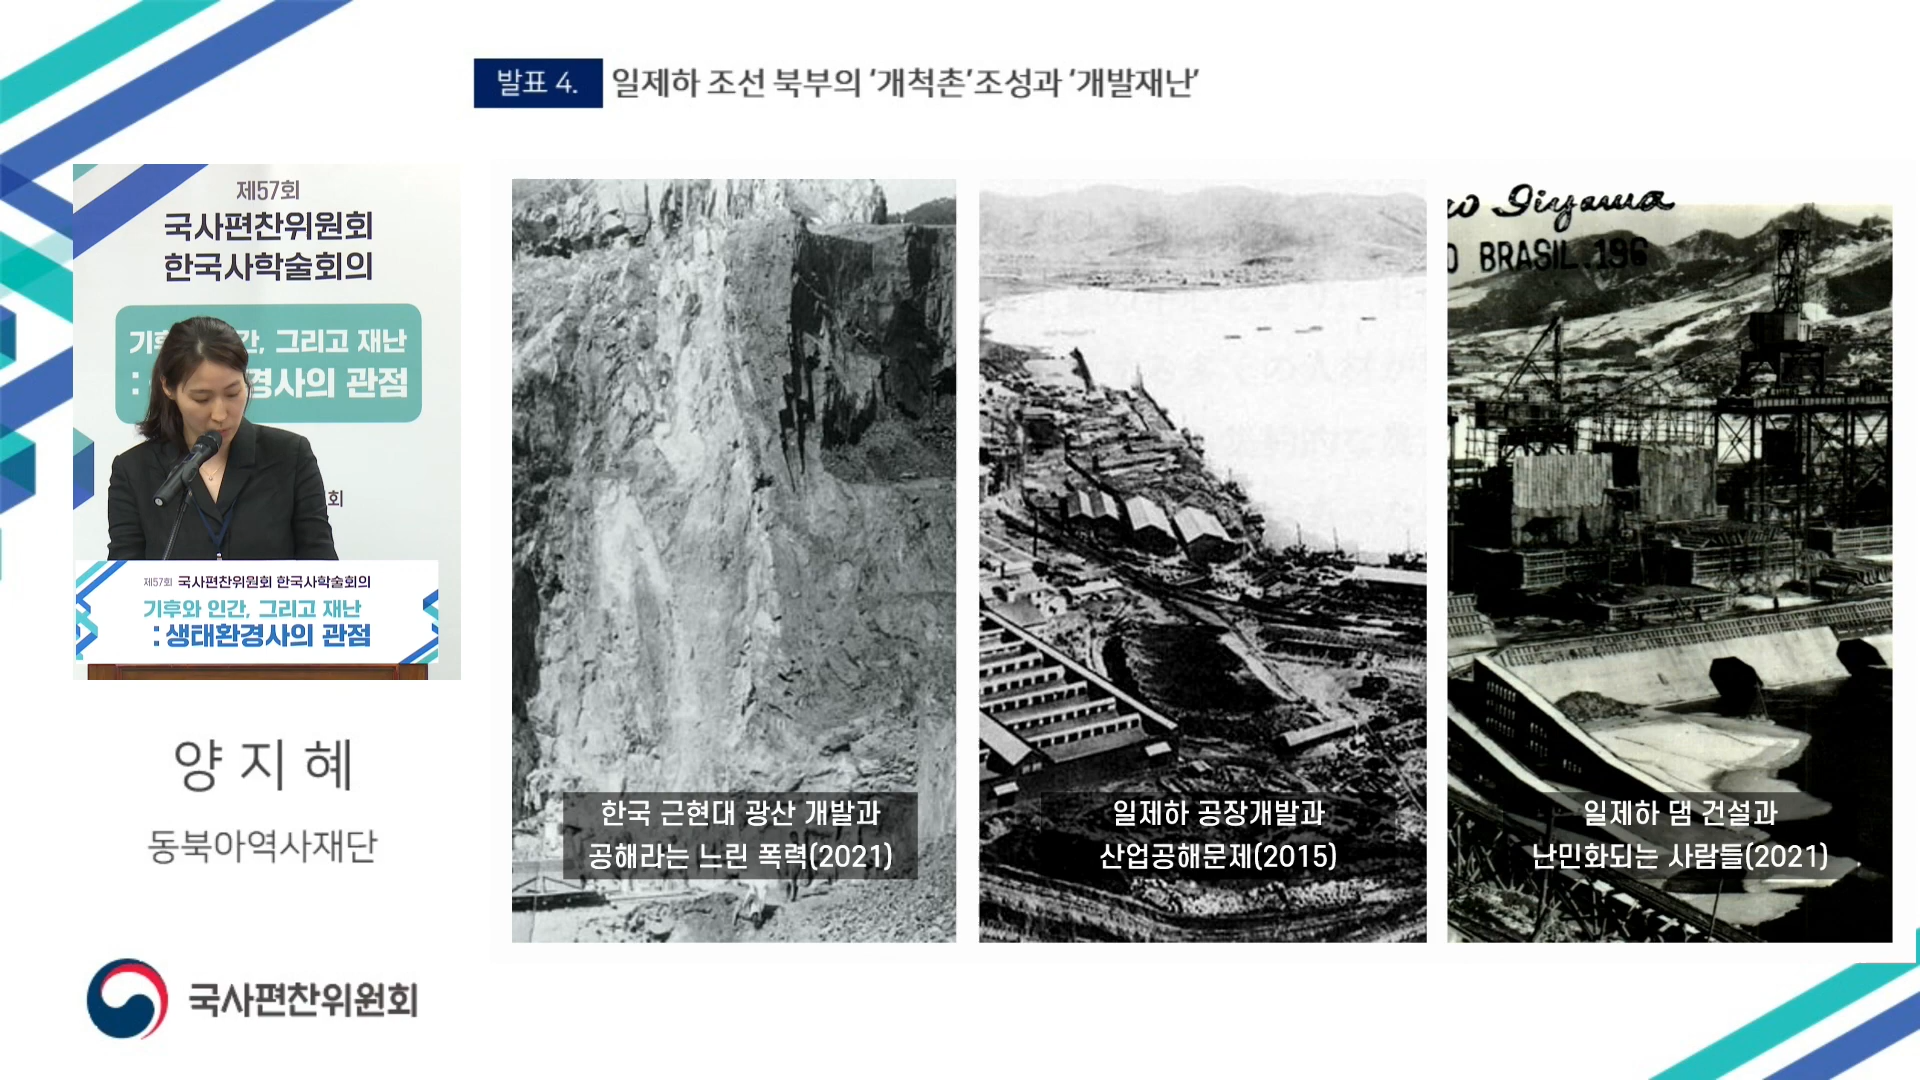 발표 4. 일제하 조선 북부의 '개척촌'조성과 '개발재난'
제57회
국사편찬위원회
한국사학술회의
간, 그리고 재난
경사의 관점
회
제57회 국사편찬위원회 한국사학술회의
기후와 인간, 그리고 재난
: 생태환경사의 관점
양지혜
동북아역사재단
국사편찬위원회
한국 근현대 광산 개발과
공해라는 느린 폭력(2021)
일제하 공장개발과
산업공해문제(2015)
BRASIL.196
일제하 댐 건설과
난민화되는 사람들(2021)